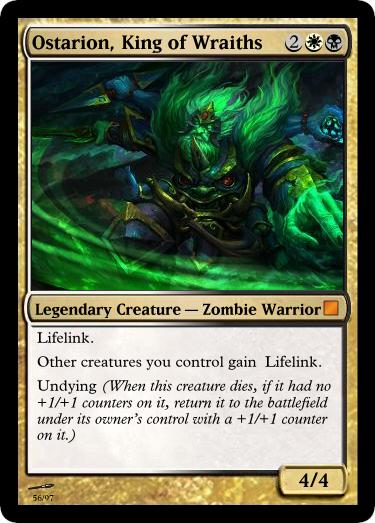 Ostarion, King of Wraiths 2
Legendary Creature — Zombie Warrior
Lifelink.
Other creatures you control gain Lifelink.
Undying (When this creature dies, if it had no
+1/+1 counters on it, return it to the battlefield
under its owner's control with a +1/+1 counter
on it.)
4/4
56/97